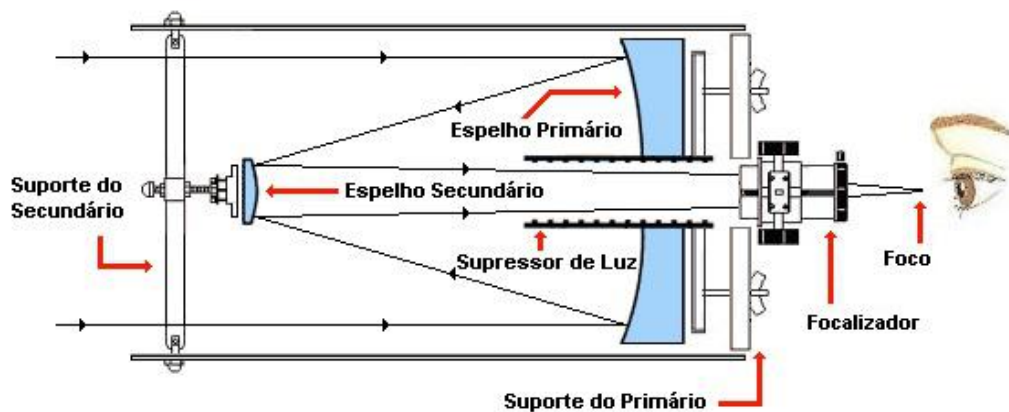 Espelho Primário
Suporte do
Secundário
Espelho Secundário
Supressor de Luz
Foco
Focalizador
Suporte do Primário